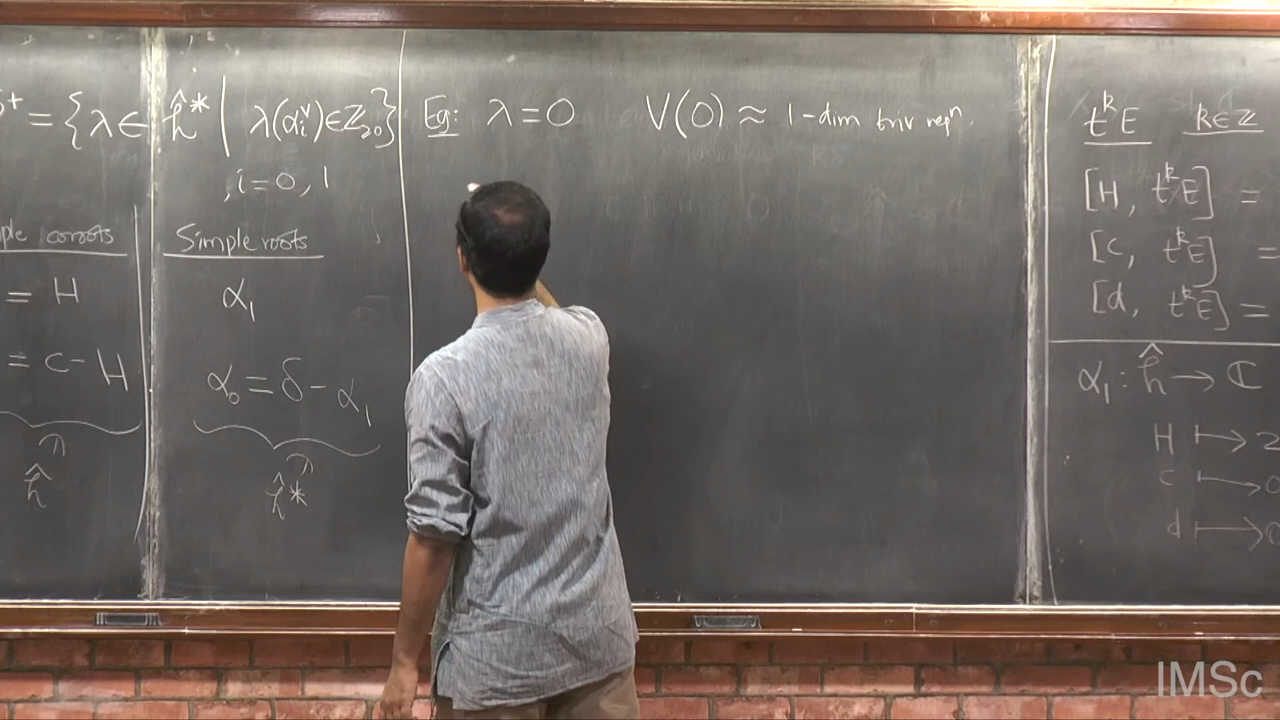 + = {λ ∈ ĥ* | λ(αᵢᵛ) ∈ ℤ≥0}
, i = 0, 1
ple coroots
= H
= c - H
∩
ĥ
Simple roots
α₁
α₀ = δ - α₁
∩
ĥ*
Eg: λ = 0 V(0) ≈ 1-dim triv repⁿ.
tᵏE k ∈ ℤ
[H, tᵏE] =
[c, tᵏE] =
[d, tᵏE] =
α₁ : ĥ → ℂ
H ↦ 2
c ↦ 0
d ↦ 0
IMSc